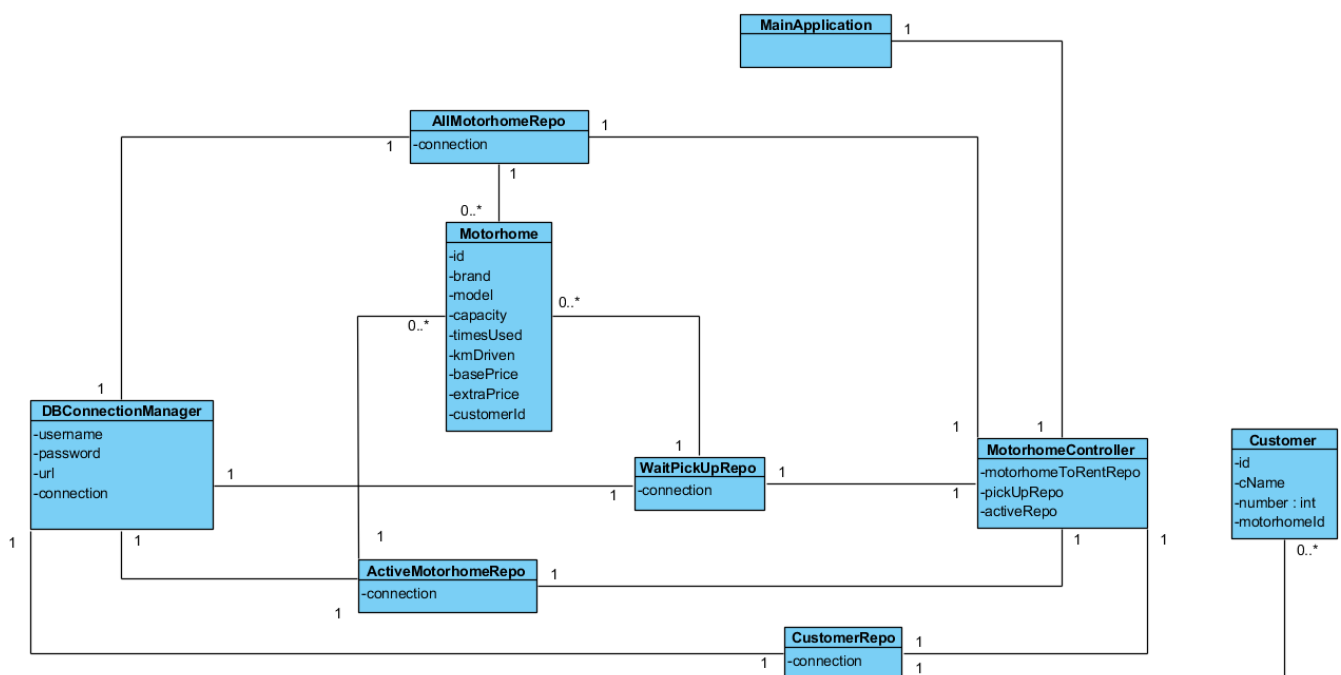 MainApplication
1
AllMotorhomeRepo
-connection
1
1
1
0..*
Motorhome
-id
-brand
-model
-capacity
-timesUsed
-kmDriven
-basePrice
-extraPrice
-customerId
0..*
0..*
1
DBConnectionManager
-username
-password
-url
-connection
1
1
1
1
WaitPickUpRepo
-connection
1
1
1
1
1
MotorhomeController
-motorhomeToRentRepo
-pickUpRepo
-activeRepo
1
1
1
Customer
-id
-cName
-number : int
-motorhomeId
0..*
1
ActiveMotorhomeRepo
-connection
1
1
CustomerRepo
-connection
1
1
1